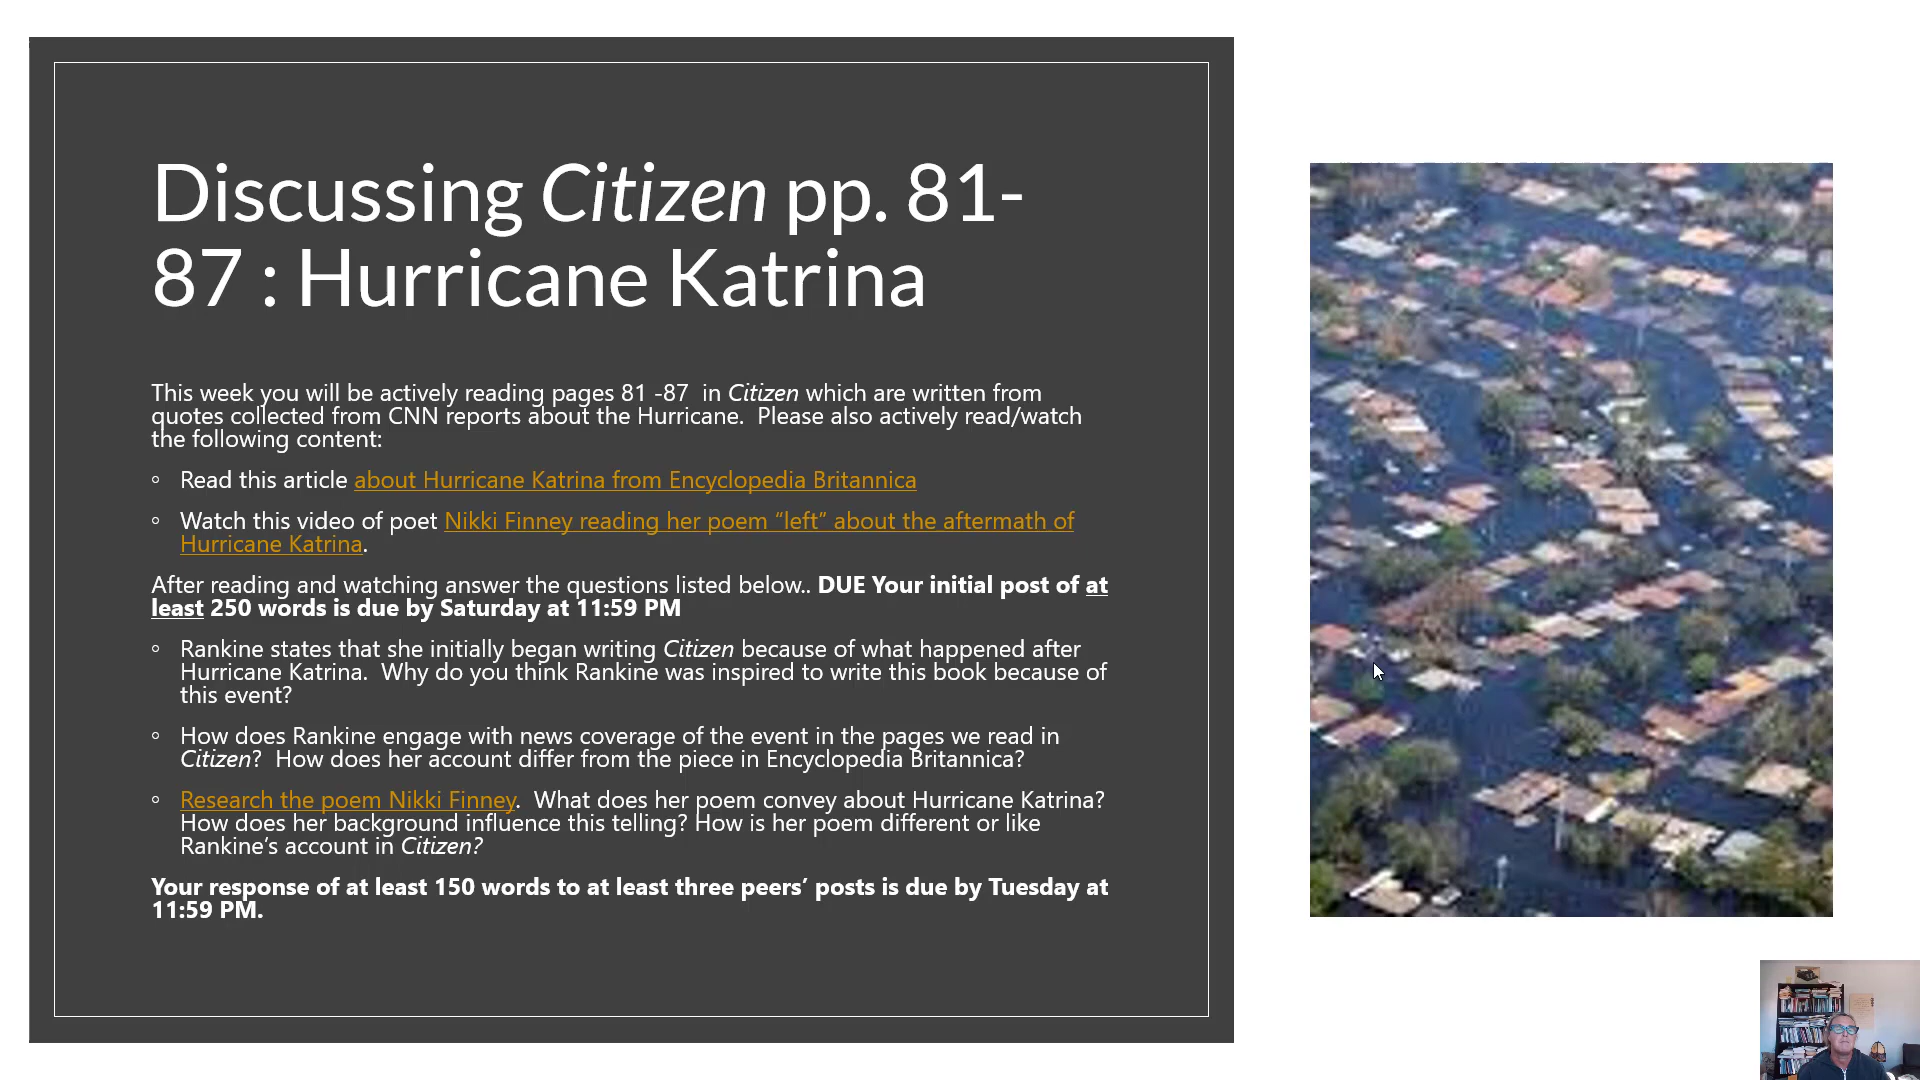 Discussing Citizen pp. 81-
87 : Hurricane Katrina
This week you will be actively reading pages 81 -87  in Citizen which are written from
quotes collected from CNN reports about the Hurricane.  Please also actively read/watch
the following content:
◦ Read this article about Hurricane Katrina from Encyclopedia Britannica
◦ Watch this video of poet Nikki Finney reading her poem “left” about the aftermath of
Hurricane Katrina.
After reading and watching answer the questions listed below.. DUE Your initial post of at
least 250 words is due by Saturday at 11:59 PM
◦ Rankine states that she initially began writing Citizen because of what happened after
Hurricane Katrina.  Why do you think Rankine was inspired to write this book because of
this event?
◦ How does Rankine engage with news coverage of the event in the pages we read in
Citizen?  How does her account differ from the piece in Encyclopedia Britannica?
◦ Research the poem Nikki Finney.  What does her poem convey about Hurricane Katrina?
How does her background influence this telling? How is her poem different or like
Rankine’s account in Citizen?
Your response of at least 150 words to at least three peers’ posts is due by Tuesday at
11:59 PM.